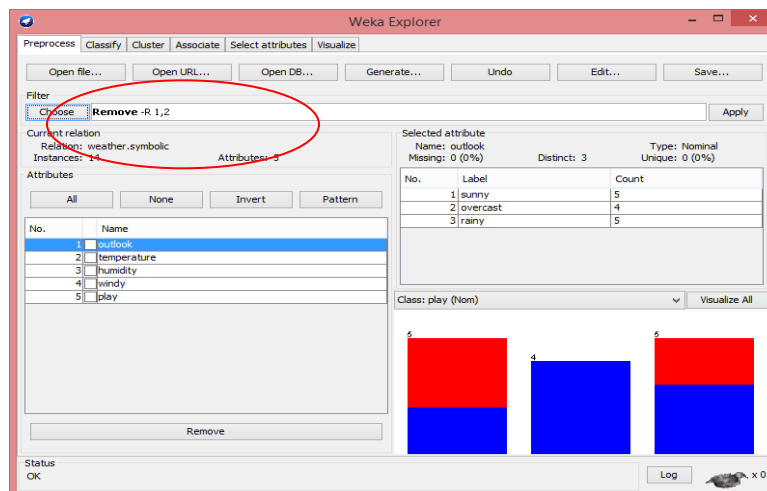 Weka Explorer
Preprocess Classify Cluster Associate Select attributes Visualize
Open file... Open URL... Open DB... Generate... Undo Edit... Save...
Filter
Choose Remove -R 1,2 Apply
Current relation
Relation: weather.symbolic
Instances: 14 Attributes: 5
Attributes
All None Invert Pattern
No. Name
1 outlook
2 temperature
3 humidity
4 windy
5 play
Remove
Selected attribute
Name: outlook Type: Nominal
Missing: 0 (0%) Distinct: 3 Unique: 0 (0%)
No. Label Count
1 sunny 5
2 overcast 4
3 rainy 5
Class: play (Nom) Visualize All
5 4 5
Status
OK
Log x 0